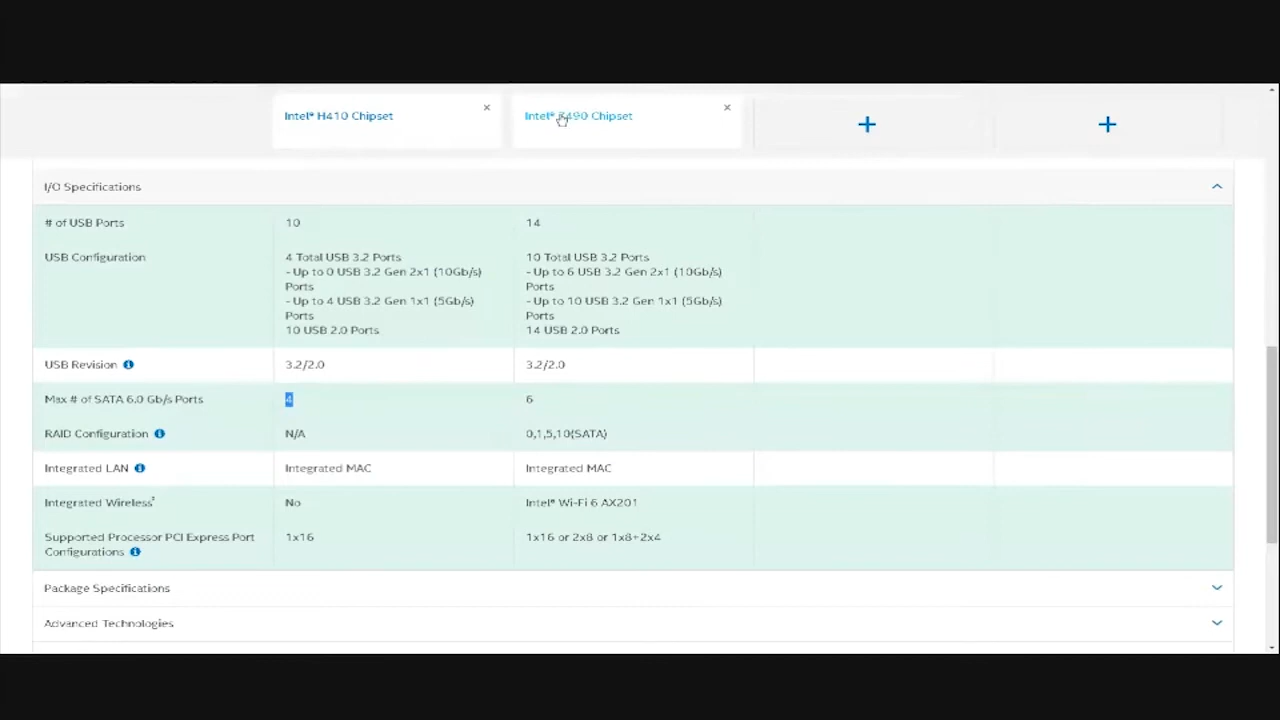 Intel® H410 Chipset
Intel® Z490 Chipset
I/O Specifications
# of USB Ports 10 14
USB Configuration
4 Total USB 3.2 Ports
- Up to 0 USB 3.2 Gen 2x1 (10Gb/s)
Ports
- Up to 4 USB 3.2 Gen 1x1 (5Gb/s)
Ports
10 USB 2.0 Ports
10 Total USB 3.2 Ports
- Up to 6 USB 3.2 Gen 2x1 (10Gb/s)
Ports
- Up to 10 USB 3.2 Gen 1x1 (5Gb/s)
Ports
14 USB 2.0 Ports
USB Revision 3.2/2.0 3.2/2.0
Max # of SATA 6.0 Gb/s Ports 4 6
RAID Configuration N/A 0,1,5,10(SATA)
Integrated LAN Integrated MAC Integrated MAC
Integrated Wireless‡ No Intel® Wi-Fi 6 AX201
Supported Processor PCI Express Port
Configurations
1x16
1x16 or 2x8 or 1x8+2x4
Package Specifications
Advanced Technologies